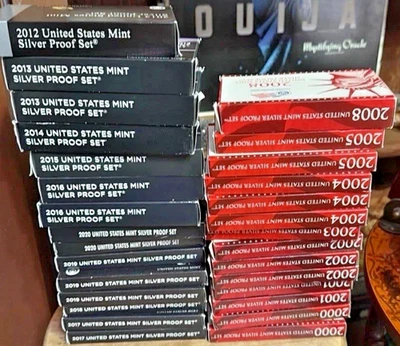 OUIJA
Mystifying Oracle
2012 United States Mint
Silver Proof Set®
2013 UNITED STATES MINT
SILVER PROOF SET®
2013 UNITED STATES MINT
SILVER PROOF SET®
2014 UNITED STATES MINT
SILVER PROOF SET®
2015 UNITED STATES MINT
SILVER PROOF SET®
2016 UNITED STATES MINT
SILVER PROOF SET®
2016 UNITED STATES MINT
SILVER PROOF SET®
2020 UNITED STATES MINT SILVER PROOF SET
2020 UNITED STATES MINT SILVER PROOF SET
2019 UNITED STATES MINT SILVER PROOF SET
2019 UNITED STATES MINT SILVER PROOF SET
2019 UNITED STATES MINT SILVER PROOF SET
2017 UNITED STATES MINT SILVER PROOF SET
2017 UNITED STATES MINT SILVER PROOF SET
2008
2008 UNITED STATES MINT SILVER PROOF SET
2005 UNITED STATES MINT SILVER PROOF SET
2005 UNITED STATES MINT SILVER PROOF SET
2004 UNITED STATES MINT SILVER PROOF SET
2004 UNITED STATES MINT SILVER PROOF SET
2004 UNITED STATES MINT SILVER PROOF SET
2003 UNITED STATES MINT SILVER PROOF SET
2002 UNITED STATES MINT SILVER PROOF SET
2002 UNITED STATES MINT SILVER PROOF SET
2002 UNITED STATES MINT SILVER PROOF SET
2001 UNITED STATES MINT SILVER PROOF SET
2000 UNITED STATES MINT SILVER PROOF SET
2000 UNITED STATES MINT SILVER PROOF SET